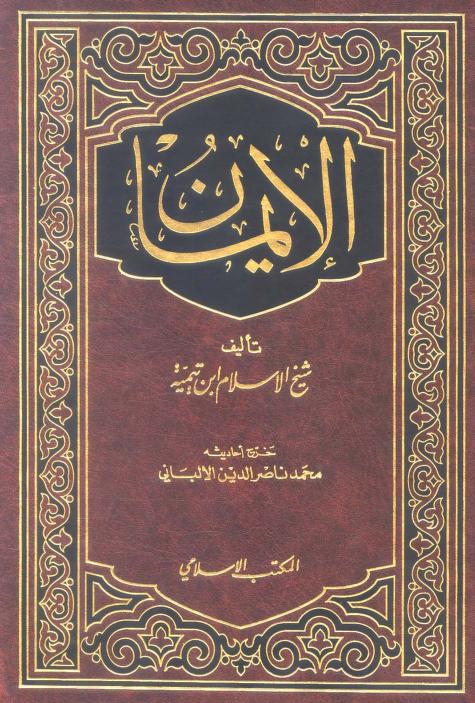 الإيمان
تأليف
شيخ الإسلام ابن تيمية
خرج أحاديثه
محمد ناصر الدين الألباني
المكتب الإسلامي